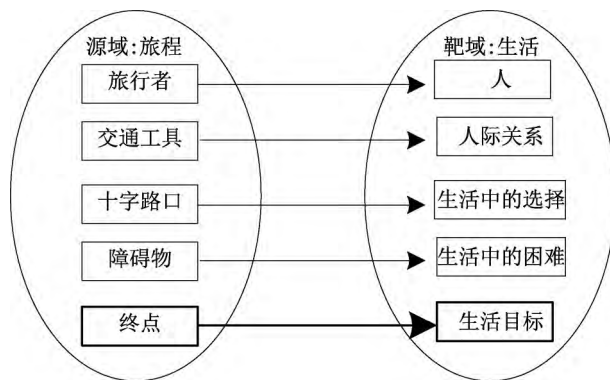 源域:旅程
旅行者
交通工具
十字路口
障碍物
终点
靶域:生活
人
人际关系
生活中的选择
生活中的困难
生活目标